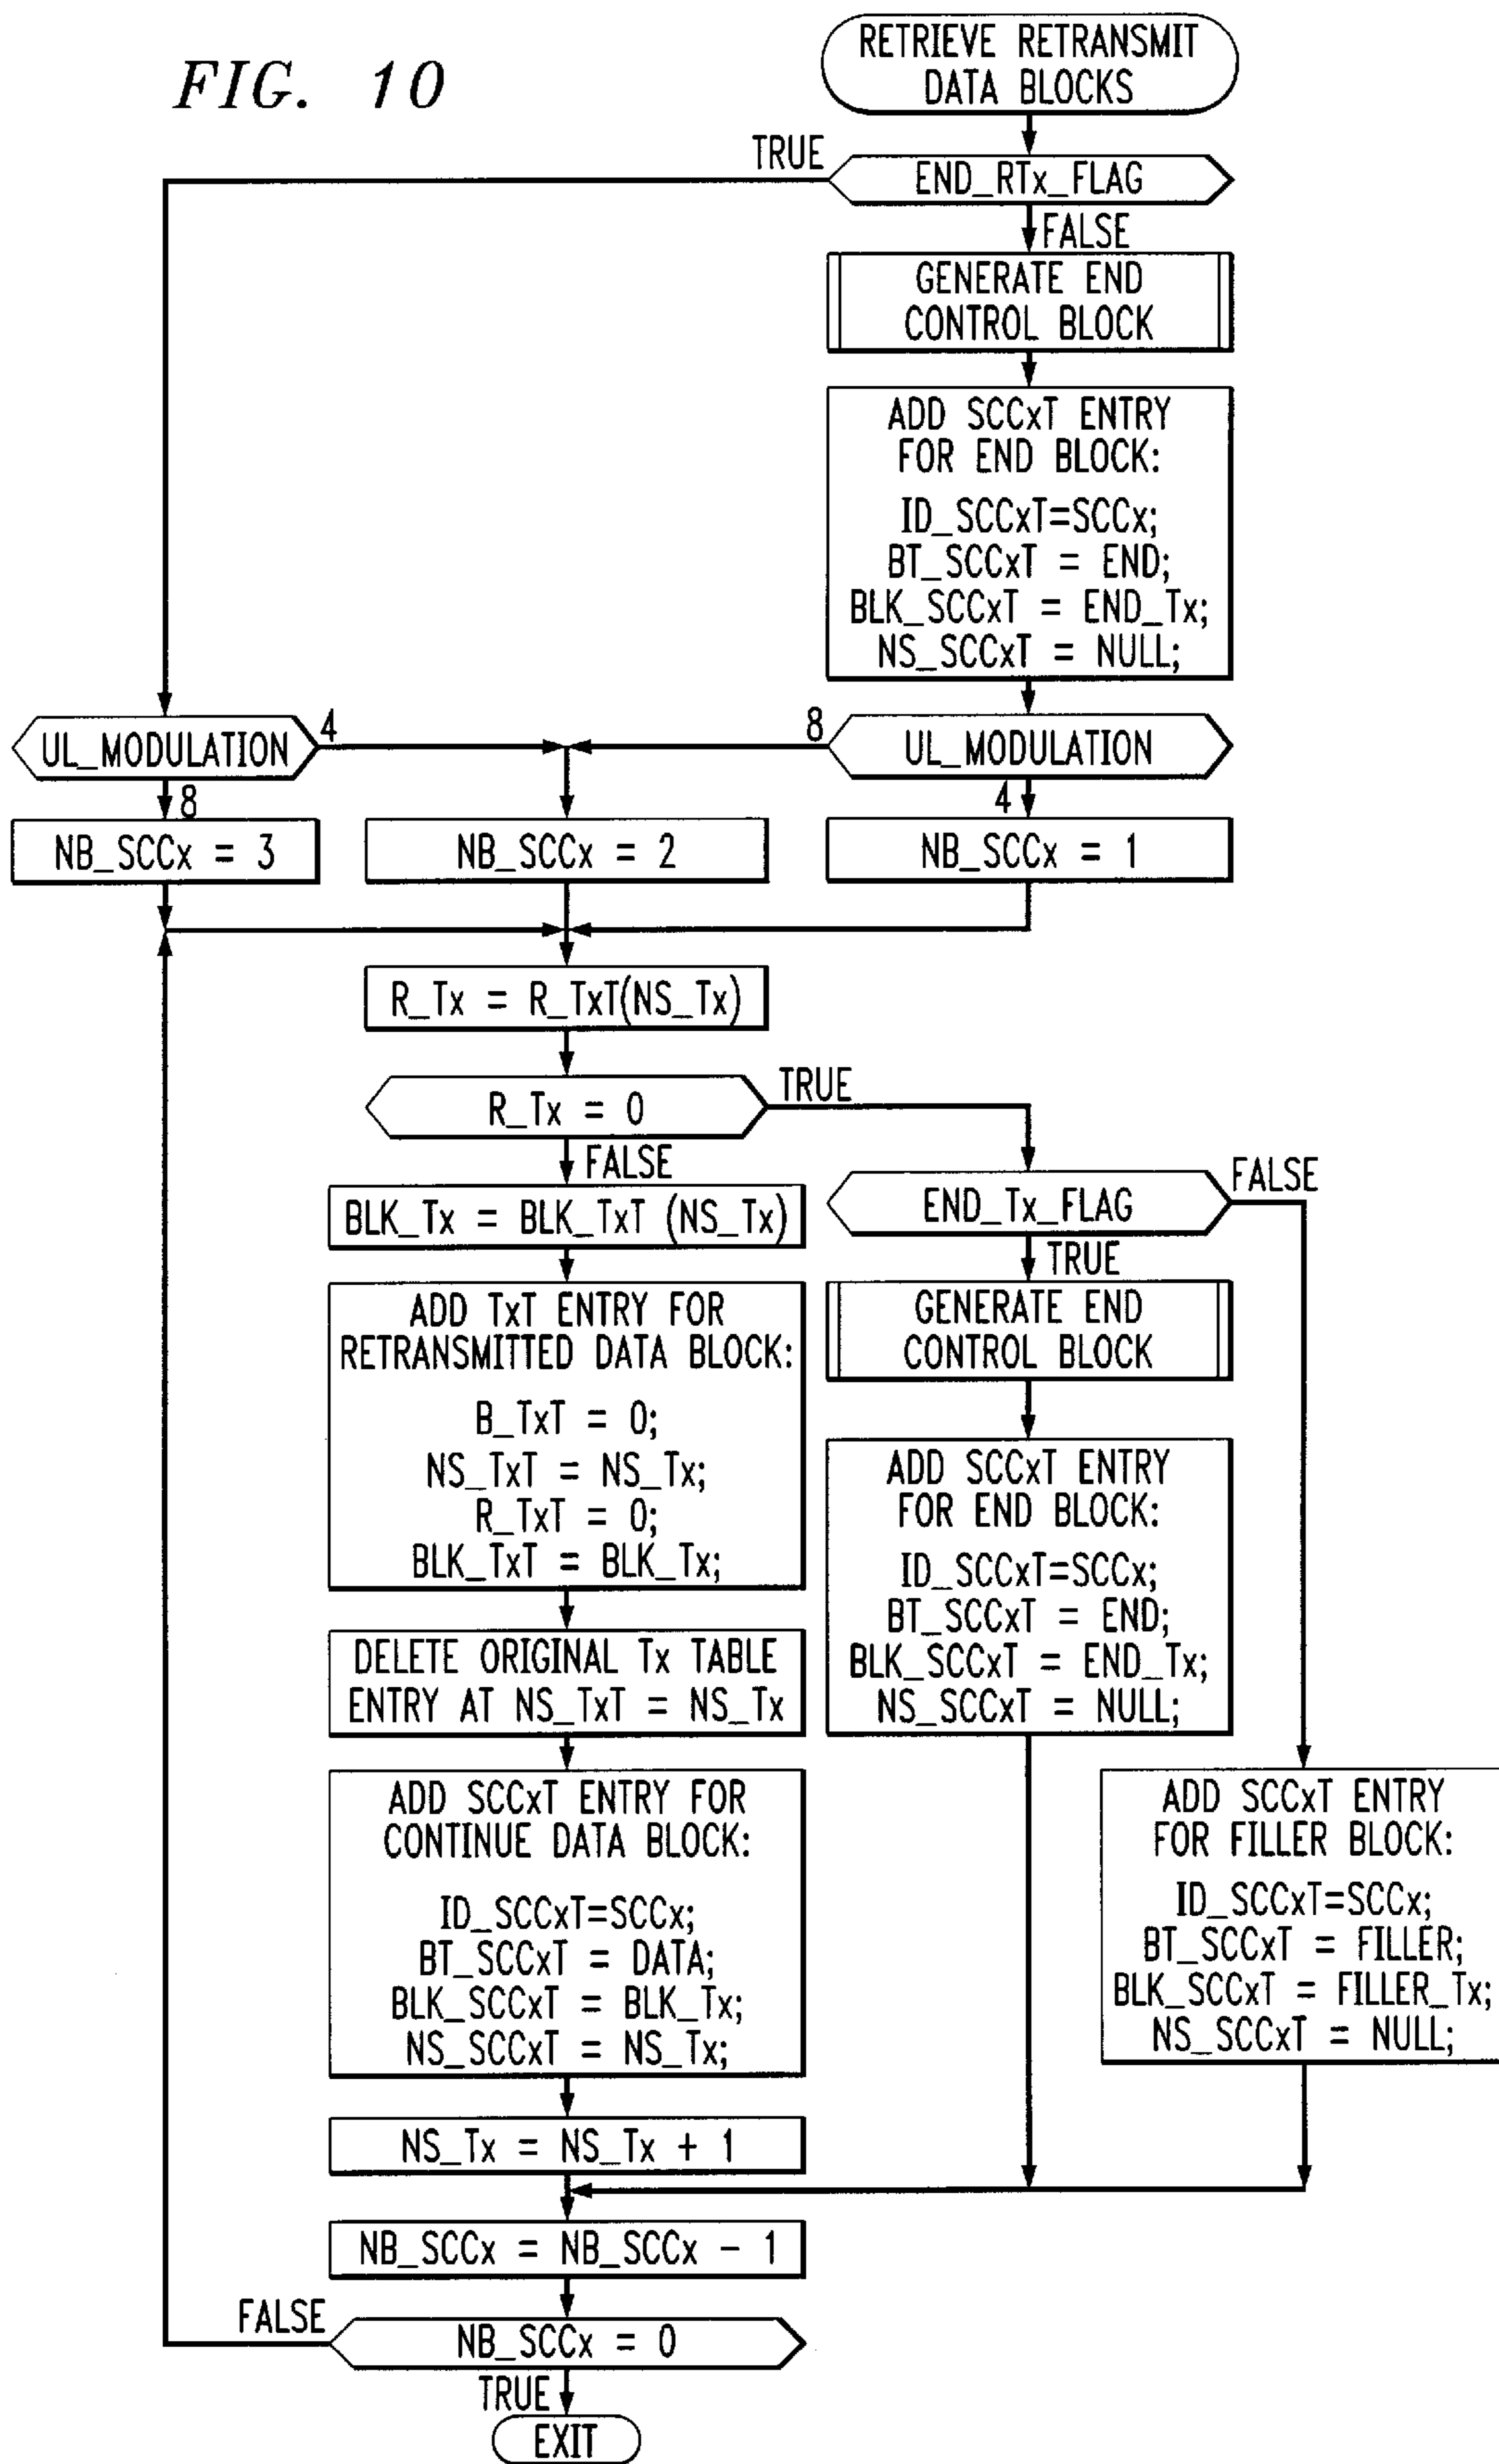 FIG. 10
RETRIEVE RETRANSMIT
DATA BLOCKS
TRUE
END_RTx_FLAG
FALSE
GENERATE END
CONTROL BLOCK
ADD SCCxT ENTRY
FOR END BLOCK:
ID_SCCxT=SCCx;
BT_SCCxT = END;
BLK_SCCxT = END_Tx;
NS_SCCxT = NULL;
UL_MODULATION
4
8
UL_MODULATION
8
4
NB_SCCx = 3
NB_SCCx = 2
NB_SCCx = 1
R_Tx = R_TxT(NS_Tx)
R_Tx = 0
TRUE
FALSE
BLK_Tx = BLK_TxT (NS_Tx)
END_Tx_FLAG
FALSE
TRUE
ADD TxT ENTRY FOR
RETRANSMITTED DATA BLOCK:
B_TxT = 0;
NS_TxT = NS_Tx;
R_TxT = 0;
BLK_TxT = BLK_Tx;
GENERATE END
CONTROL BLOCK
ADD SCCxT ENTRY
FOR END BLOCK:
ID_SCCxT=SCCx;
BT_SCCxT = END;
BLK_SCCxT = END_Tx;
NS_SCCxT = NULL;
DELETE ORIGINAL Tx TABLE
ENTRY AT NS_TxT = NS_Tx
ADD SCCxT ENTRY FOR
CONTINUE DATA BLOCK:
ID_SCCxT=SCCx;
BT_SCCxT = DATA;
BLK_SCCxT = BLK_Tx;
NS_SCCxT = NS_Tx;
ADD SCCxT ENTRY
FOR FILLER BLOCK:
ID_SCCxT=SCCx;
BT_SCCxT = FILLER;
BLK_SCCxT = FILLER_Tx;
NS_SCCxT = NULL;
NS_Tx = NS_Tx + 1
NB_SCCx = NB_SCCx - 1
FALSE
NB_SCCx = 0
TRUE
EXIT